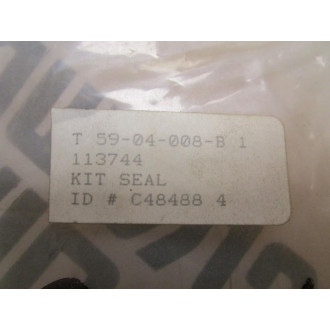 T 59-04-008-B 1
113744
KIT SEAL
ID # C48488 4